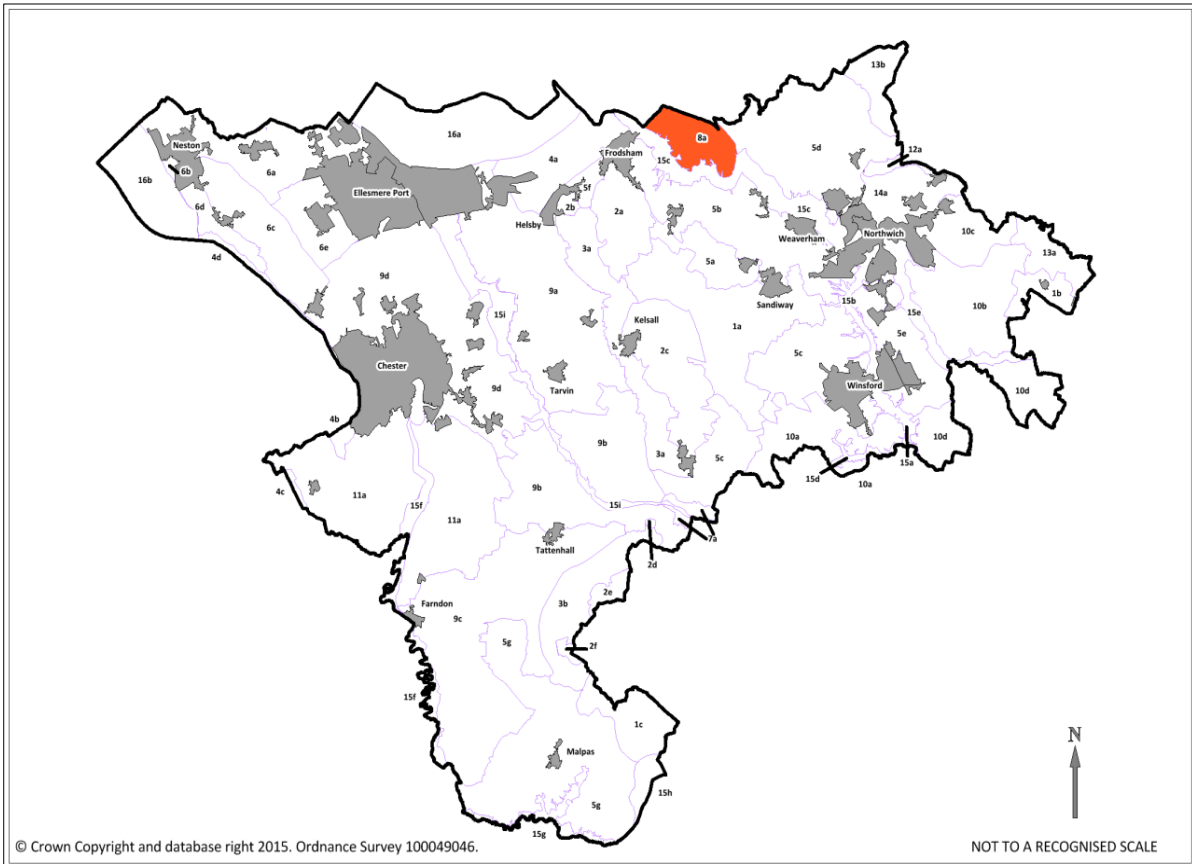 13b
16a
8a
Neston
6b
6a
4a
Frodsham
15c
5d
12a
16b
Ellesmere Port
5f
2b
2a
14a
6d
6c
Helsby
5b
15c
Weaverham
Northwich
10c
6e
4d
3a
13a
5a
9d
9a
Sandiway
15b
1b
15i
Kelsall
1a
15e
10b
5e
2c
5c
Chester
Winsford
9d
Tarvin
10d
4b
9b
3a
5c
10a
10d
15a
15d
10a
4c
11a
9b
15f
15i
11a
7a
Tattenhall
2d
2e
3b
Farndon
9c
5g
2f
15f
1c
N
Malpas
15h
5g
15g
© Crown Copyright and database right 2015. Ordnance Survey 100049046.
NOT TO A RECOGNISED SCALE